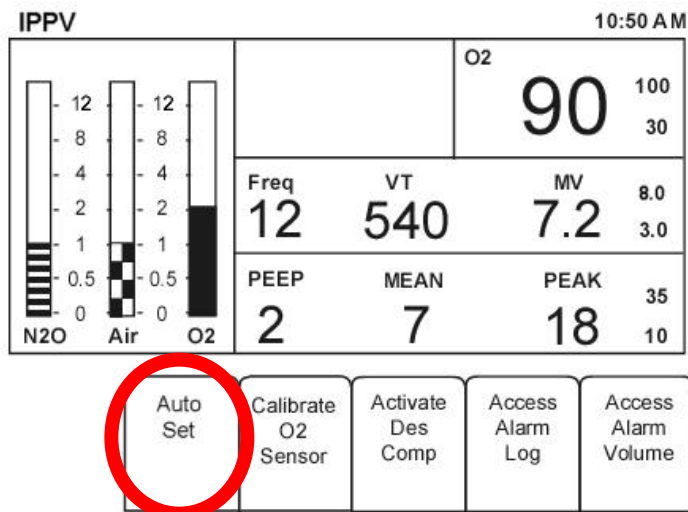 IPPV 10:50 AM
O2
90
100
30
12 12
8 8
4 4
2 2
1 1
0.5 0.5
0 0
N2O Air O2
Freq VT MV
12 540 7.2
8.0
3.0
PEEP MEAN PEAK
2 7 18
35
10
Auto
Set
Calibrate
O2
Sensor
Activate
Des
Comp
Access
Alarm
Log
Access
Alarm
Volume